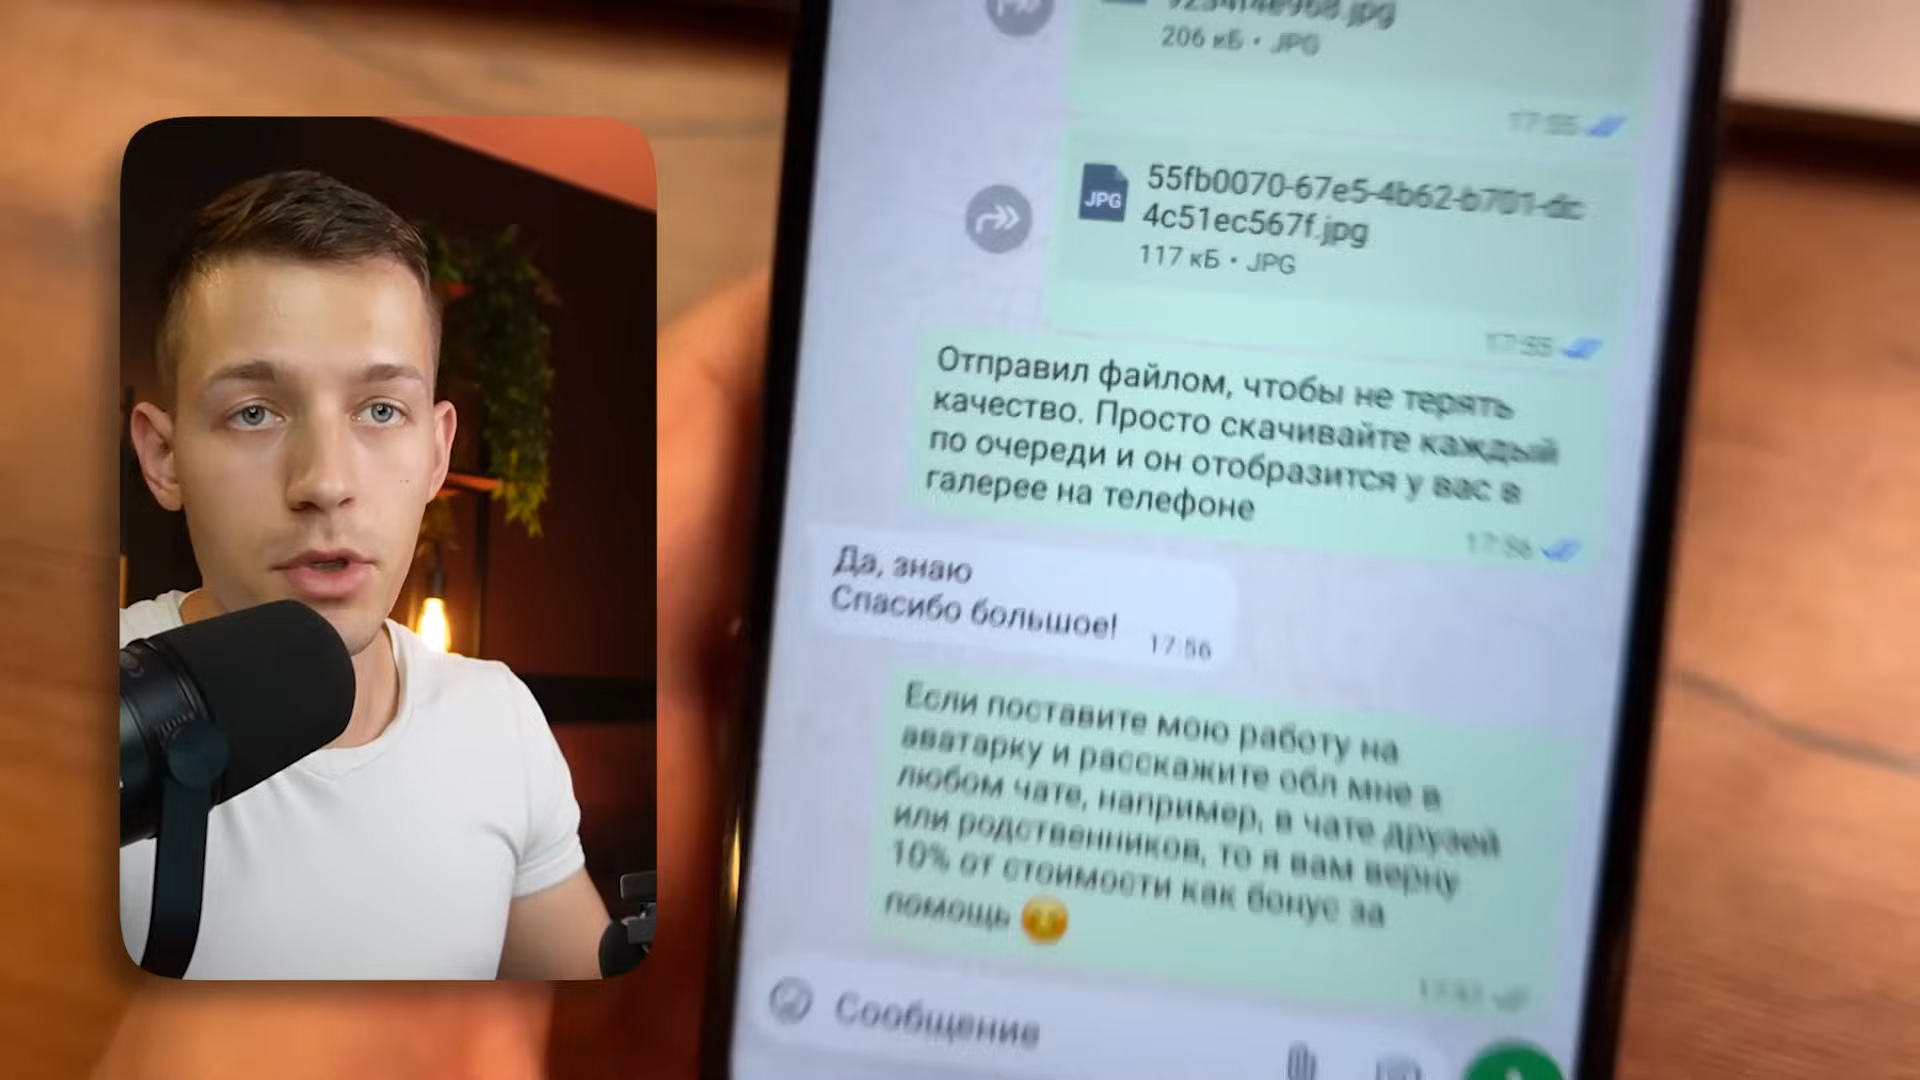 206 кБ • JPG
17:55
JPG
55fb0070-67e5-4b62-b701-dc
4c51ec567f.jpg
117 кБ • JPG
17:55
Отправил файлом, чтобы не терять
качество. Просто скачивайте каждый
по очереди и он отобразится у вас в
галерее на телефоне
17:56
Да, знаю
Спасибо большое!
17:56
Если поставите мою работу на
аватарку и расскажите обл мне в
любом чате, например, в чате друзей
или родственников, то я вам верну
10% от стоимости как бонус за
помощь
Сообщение